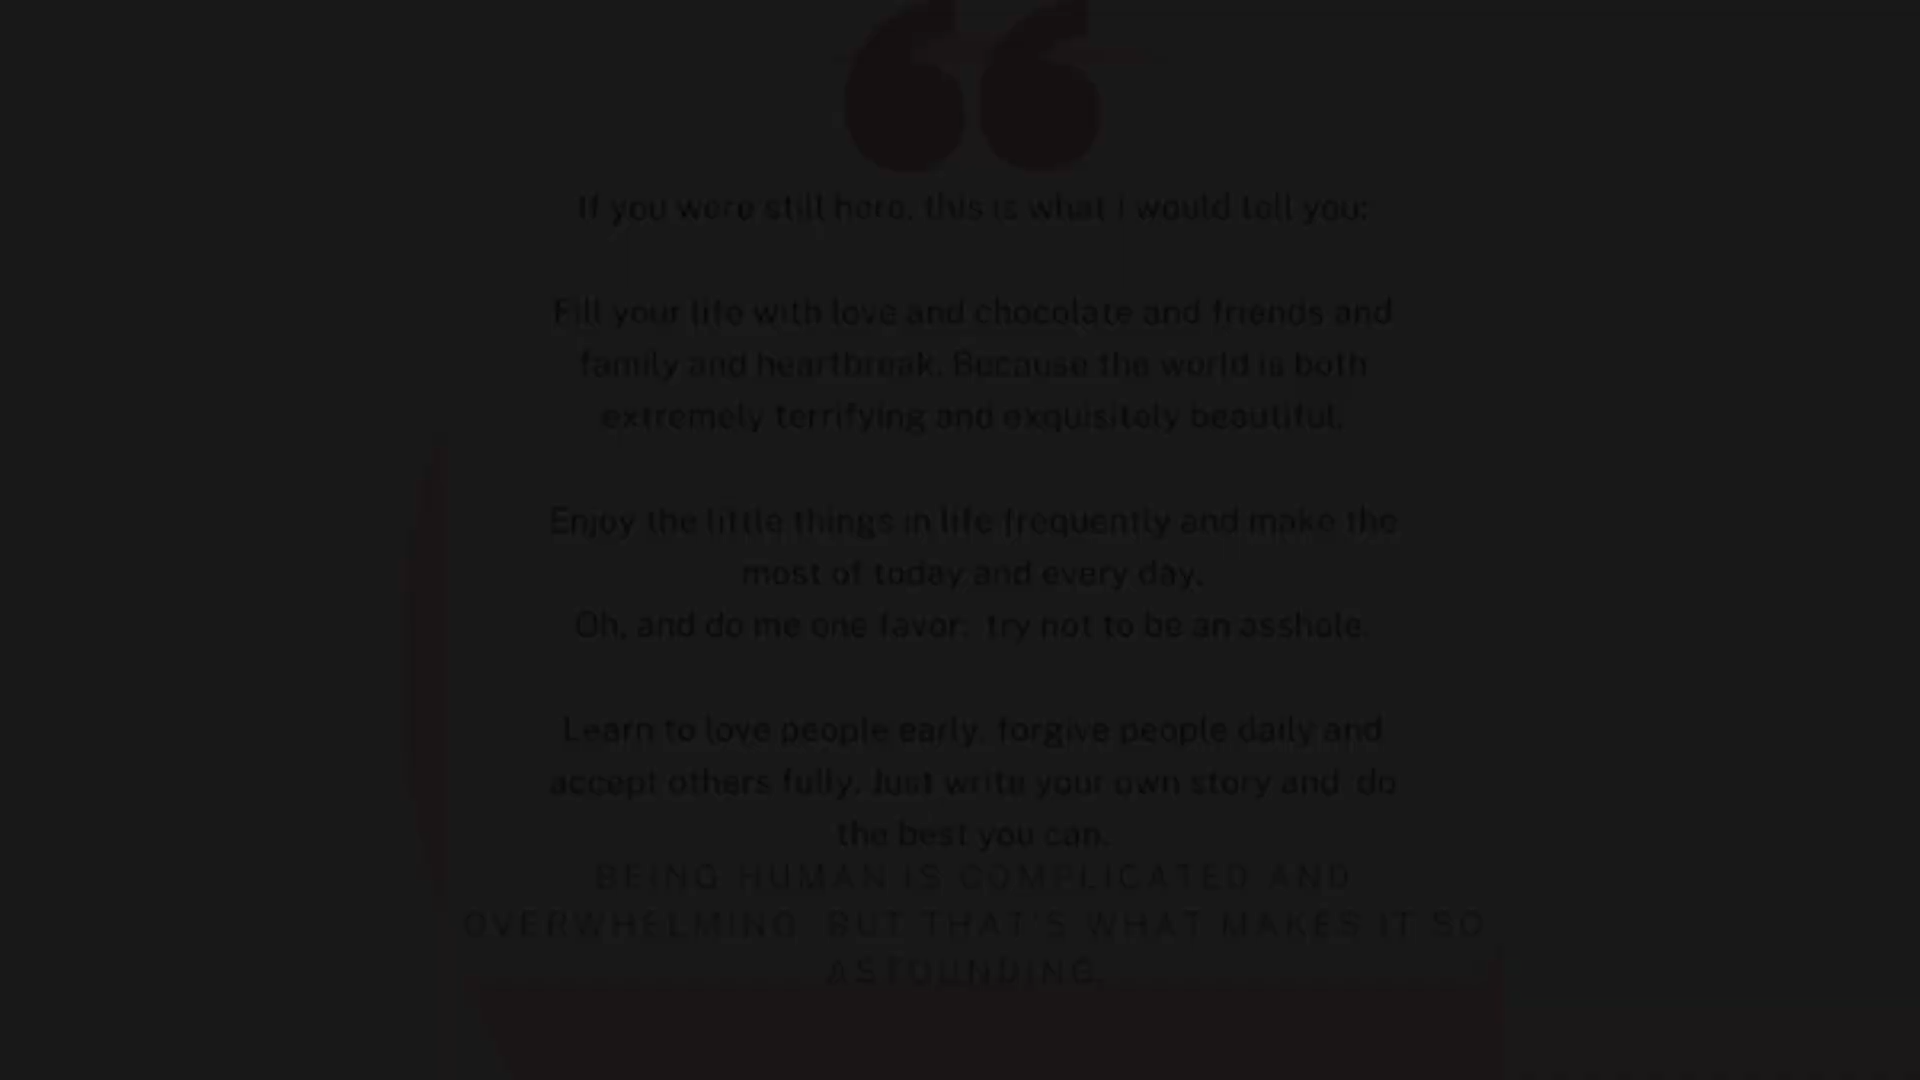 If you were still here, this is what I would tell you:
Fill your life with love and chocolate and friends and
family and heartbreak. Because the world is both
extremely terrifying and exquisitely beautiful.
Enjoy the little things in life frequently and make the
most of today and every day.
Oh, and do me one favor: try not to be an asshole.
Learn to love people early, forgive people daily and
accept others fully. Just write your own story and do
the best you can.
BEING HUMAN IS COMPLICATED AND
OVERWHELMING. BUT THAT'S WHAT MAKES IT SO
ASTOUNDING.